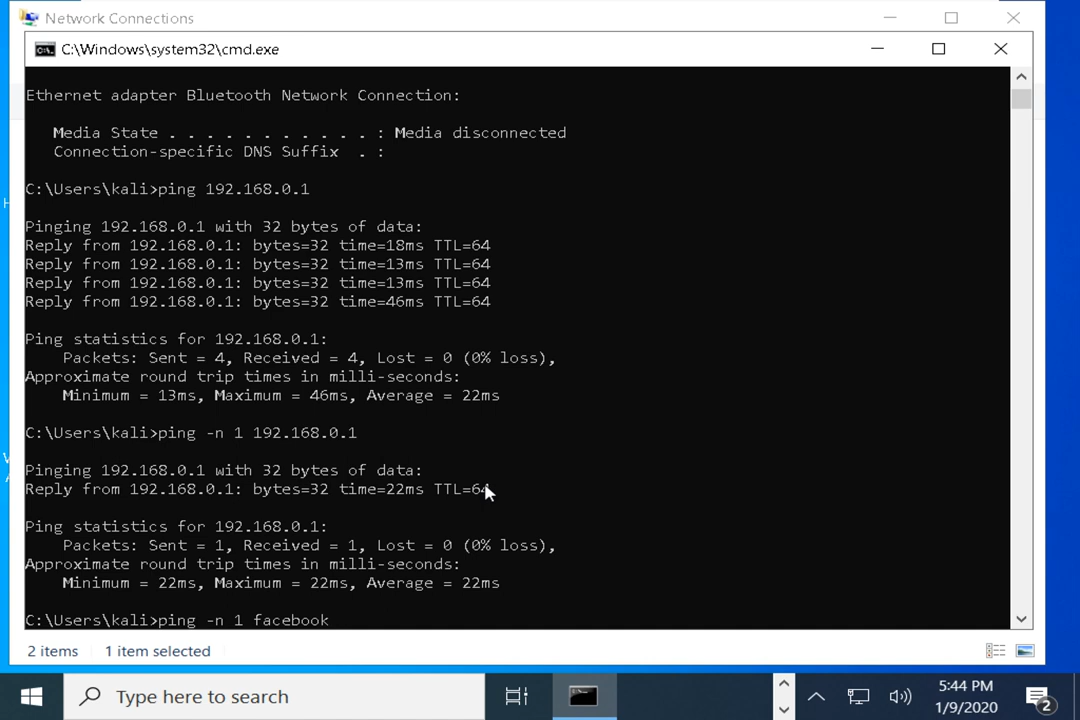 Network Connections
C:\Windows\system32\cmd.exe
Ethernet adapter Bluetooth Network Connection:
Media State . . . . . . . . . . . : Media disconnected
Connection-specific DNS Suffix . :
C:\Users\kali>ping 192.168.0.1
Pinging 192.168.0.1 with 32 bytes of data:
Reply from 192.168.0.1: bytes=32 time=18ms TTL=64
Reply from 192.168.0.1: bytes=32 time=13ms TTL=64
Reply from 192.168.0.1: bytes=32 time=13ms TTL=64
Reply from 192.168.0.1: bytes=32 time=46ms TTL=64
Ping statistics for 192.168.0.1:
Packets: Sent = 4, Received = 4, Lost = 0 (0% loss),
Approximate round trip times in milli-seconds:
Minimum = 13ms, Maximum = 46ms, Average = 22ms
C:\Users\kali>ping -n 1 192.168.0.1
Pinging 192.168.0.1 with 32 bytes of data:
Reply from 192.168.0.1: bytes=32 time=22ms TTL=64
Ping statistics for 192.168.0.1:
Packets: Sent = 1, Received = 1, Lost = 0 (0% loss),
Approximate round trip times in milli-seconds:
Minimum = 22ms, Maximum = 22ms, Average = 22ms
C:\Users\kali>ping -n 1 facebook
2 items 1 item selected
Type here to search
5:44 PM
1/9/2020
2